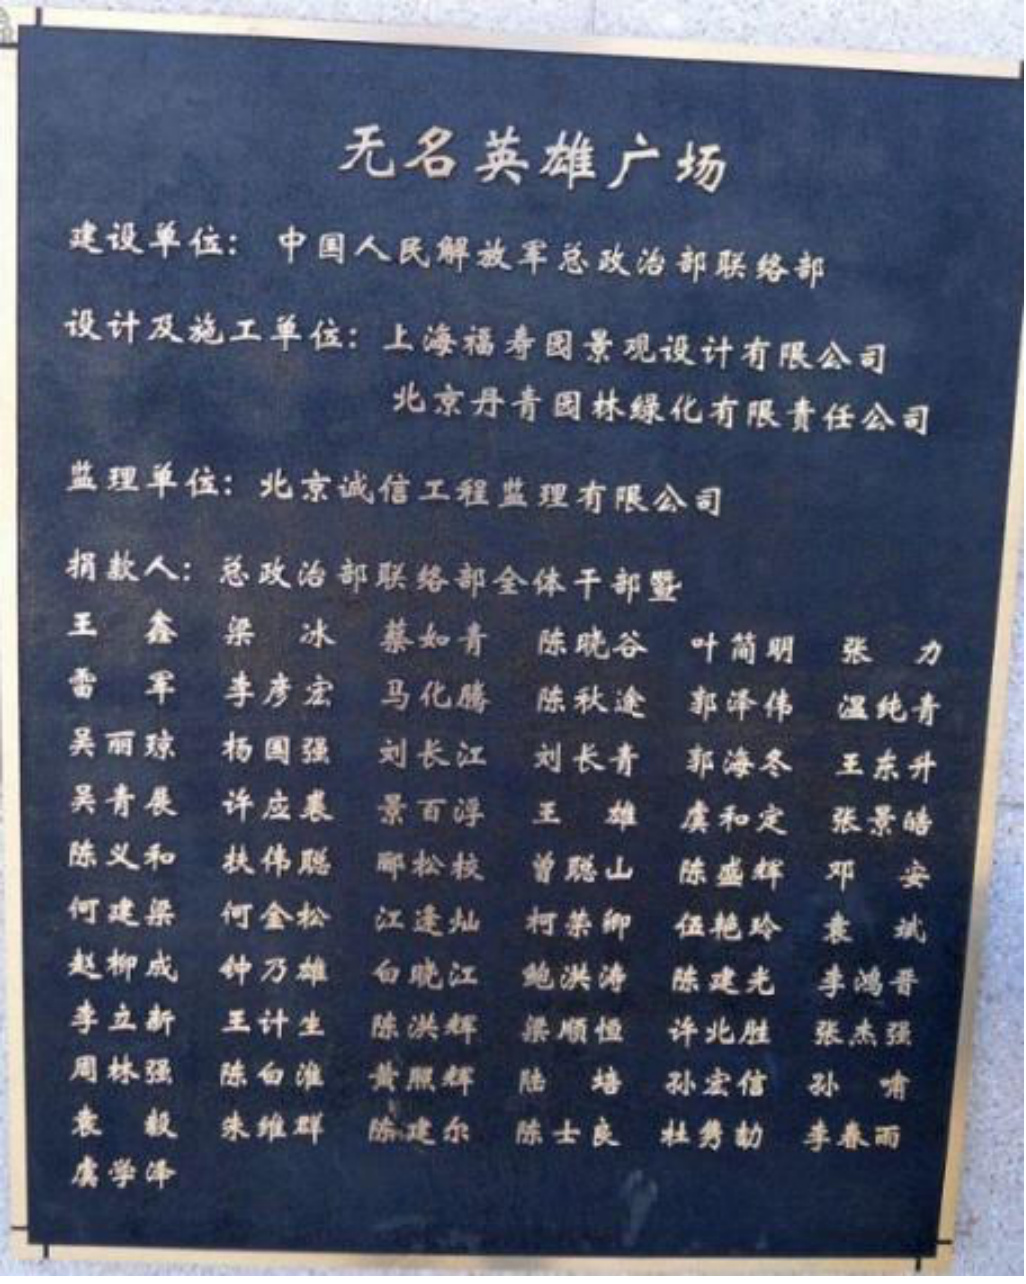 无名英雄广场
建设单位：中国人民解放军总政治部联络部
设计及施工单位：上海福寿园景观设计有限公司
北京丹青园林绿化有限责任公司
监理单位：北京诚信工程监理有限公司
捐款人：总政治部联络部全体干部暨
王鑫 梁冰 蔡如青 陈晓谷 叶简明 张力
雷军 李彦宏 马化腾 陈秋途 郭泽伟 温纯青
吴丽琼 杨国强 刘长江 刘长青 郭海冬 王东升
吴青展 许应裘 景百浮 王雄 虞和定 张景皓
陈义和 扶伟聪 郦松校 曾聪山 陈盛辉 邓安
何建梁 何金松 江逢灿 柯荣卿 伍艳玲 袁斌
赵柳成 钟乃雄 白晓江 鲍洪涛 陈建光 李鸿晋
李立新 王计生 陈洪辉 梁顺恒 许北胜 张杰强
周林强 陈白淮 黄照辉 陆培 孙宏信 孙啸
袁毅 朱维群 陈建尔 陈士良 杜隽劼 李春雨
虞学泽